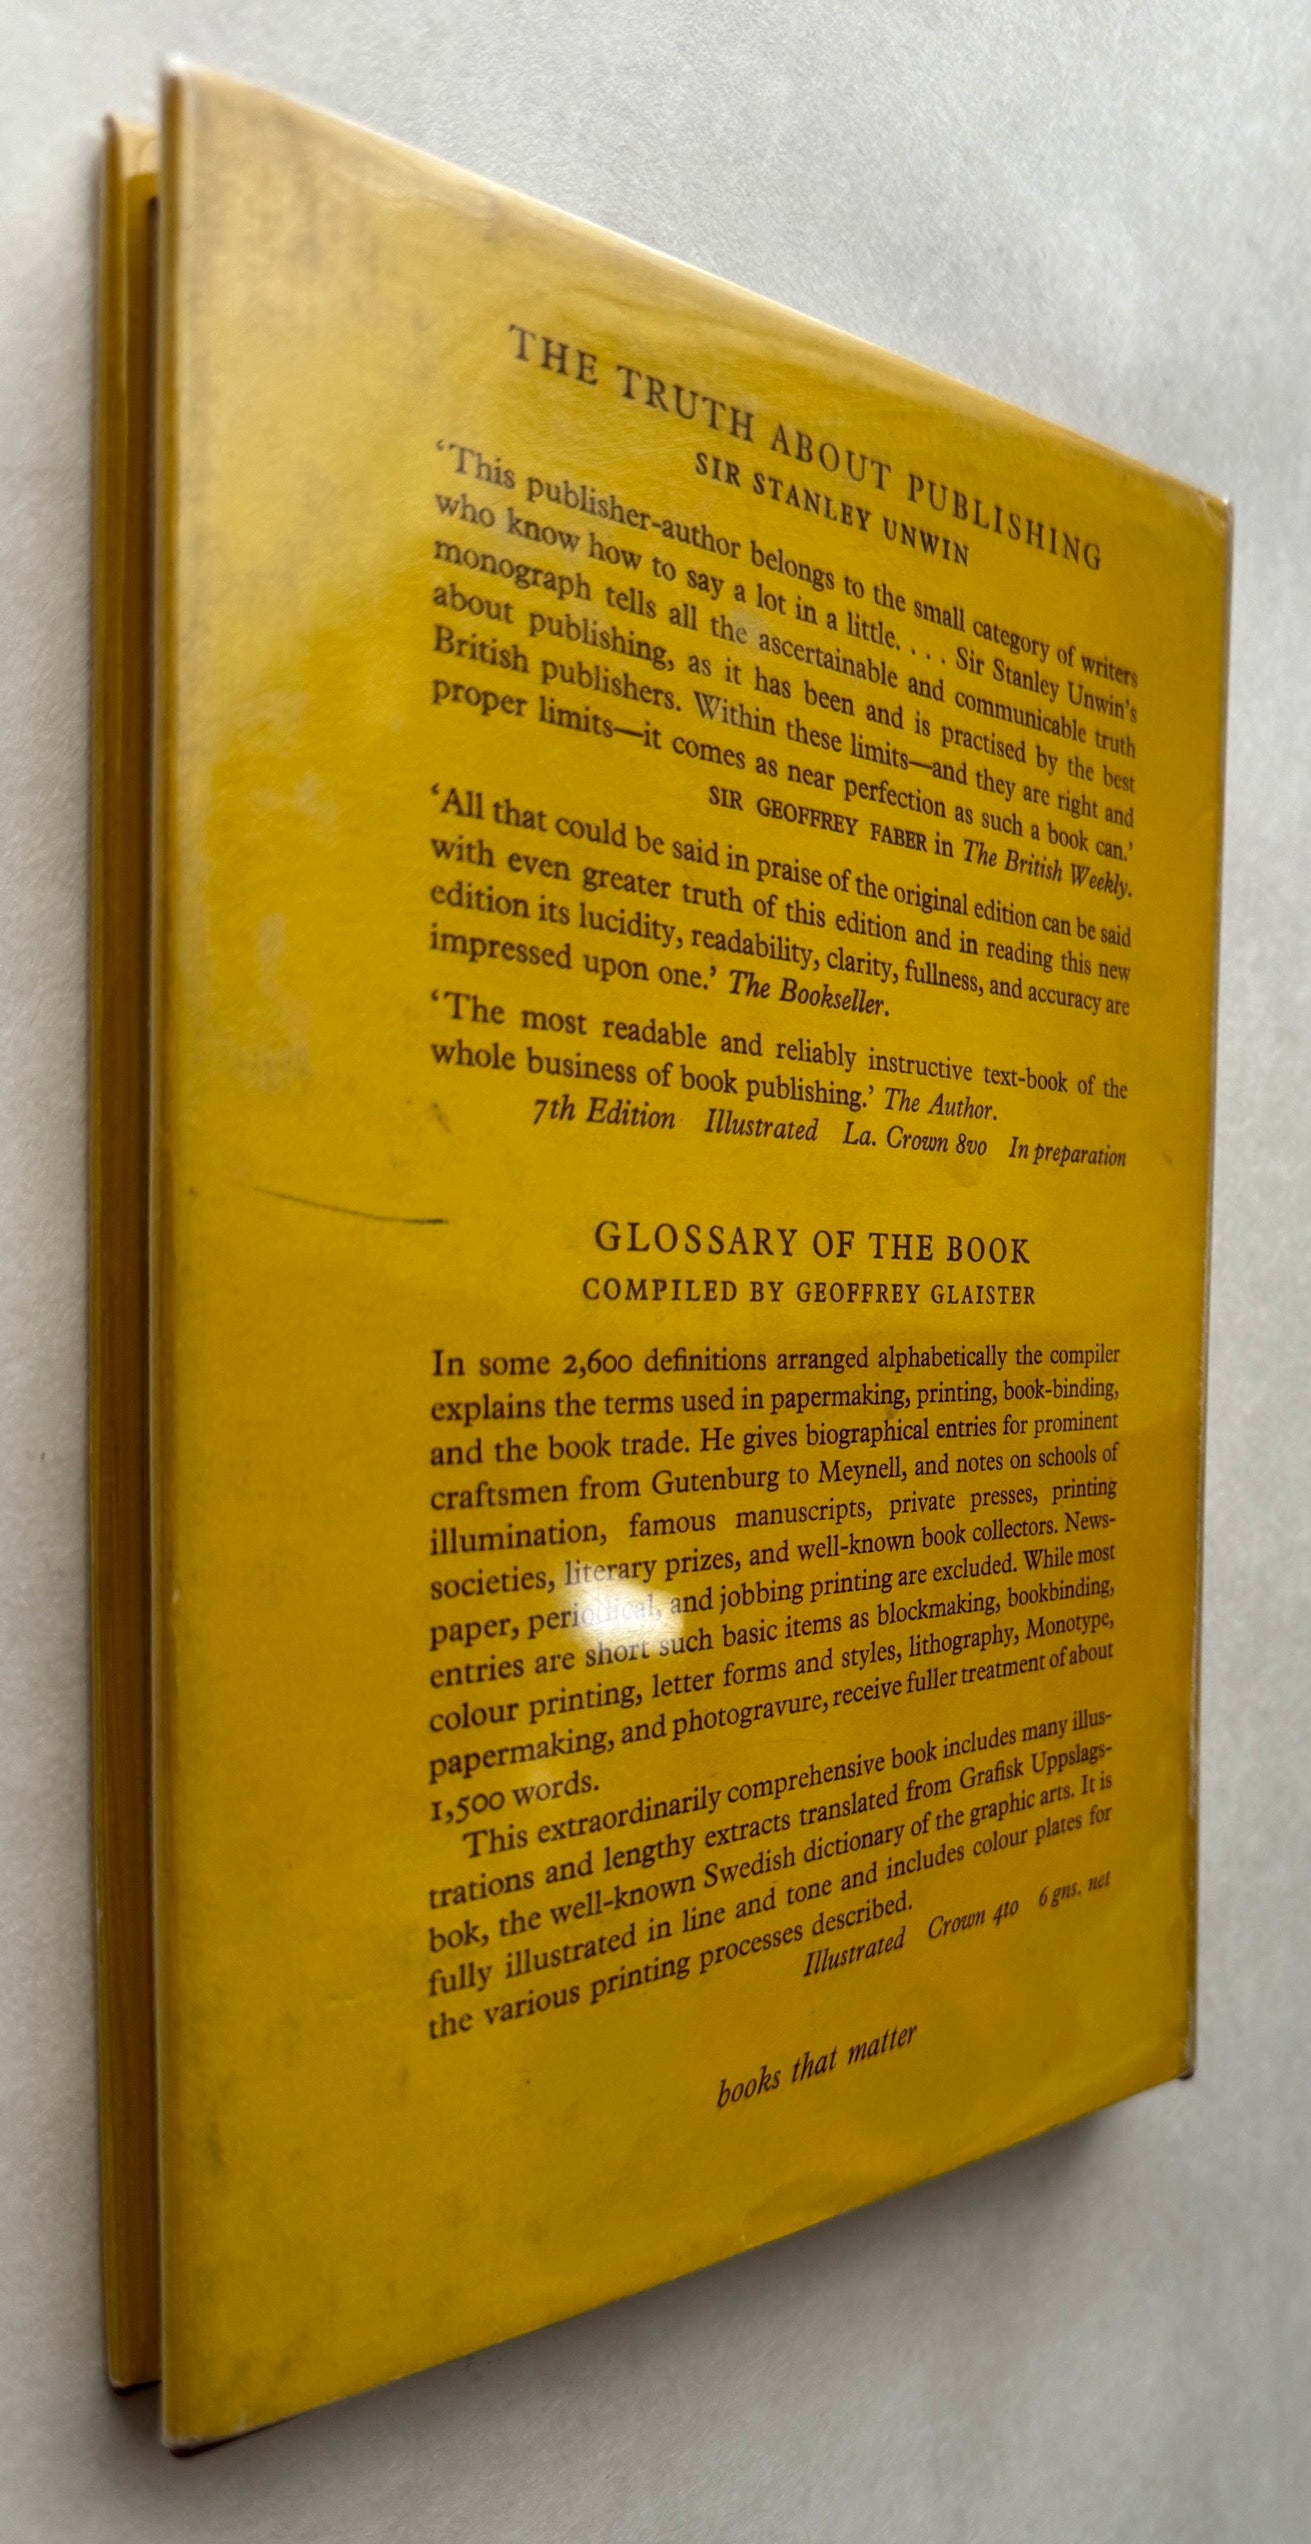 THE TRUTH ABOUT PUBLISHING
SIR STANLEY UNWIN
‘This publisher-author belongs to the small category of writers
who know how to say a lot in a little. . . . Sir Stanley Unwin’s
monograph tells all the ascertainable and communicable truth
about publishing, as it has been and is practised by the best
British publishers. Within these limits—and they are right and
proper limits—it comes as near perfection as such a book can.’
SIR GEOFFREY FABER in The British Weekly.
‘All that could be said in praise of the original edition can be said
with even greater truth of this edition and in reading this new
edition its lucidity, readability, clarity, fullness, and accuracy are
impressed upon one.’ The Bookseller.
‘The most readable and reliably instructive text-book of the
whole business of book publishing.’ The Author.
7th Edition Illustrated La. Crown 8vo In preparation
GLOSSARY OF THE BOOK
COMPILED BY GEOFFREY GLAISTER
In some 2,600 definitions arranged alphabetically the compiler
explains the terms used in papermaking, printing, book-binding,
and the book trade. He gives biographical entries for prominent
craftsmen from Gutenburg to Meynell, and notes on schools of
illumination, famous manuscripts, private presses, printing
societies, literary prizes, and well-known book collectors. News-
paper, periodical, and jobbing printing are excluded. While most
entries are short such basic items as blockmaking, bookbinding,
colour printing, letter forms and styles, lithography, Monotype,
papermaking, and photogravure, receive fuller treatment of about
1,500 words.
This extraordinarily comprehensive book includes many illus-
trations and lengthy extracts translated from Grafisk Uppslags-
bok, the well-known Swedish dictionary of the graphic arts. It is
fully illustrated in line and tone and includes colour plates for
the various printing processes described.
Illustrated Crown 4to 6 gns. net
books that matter